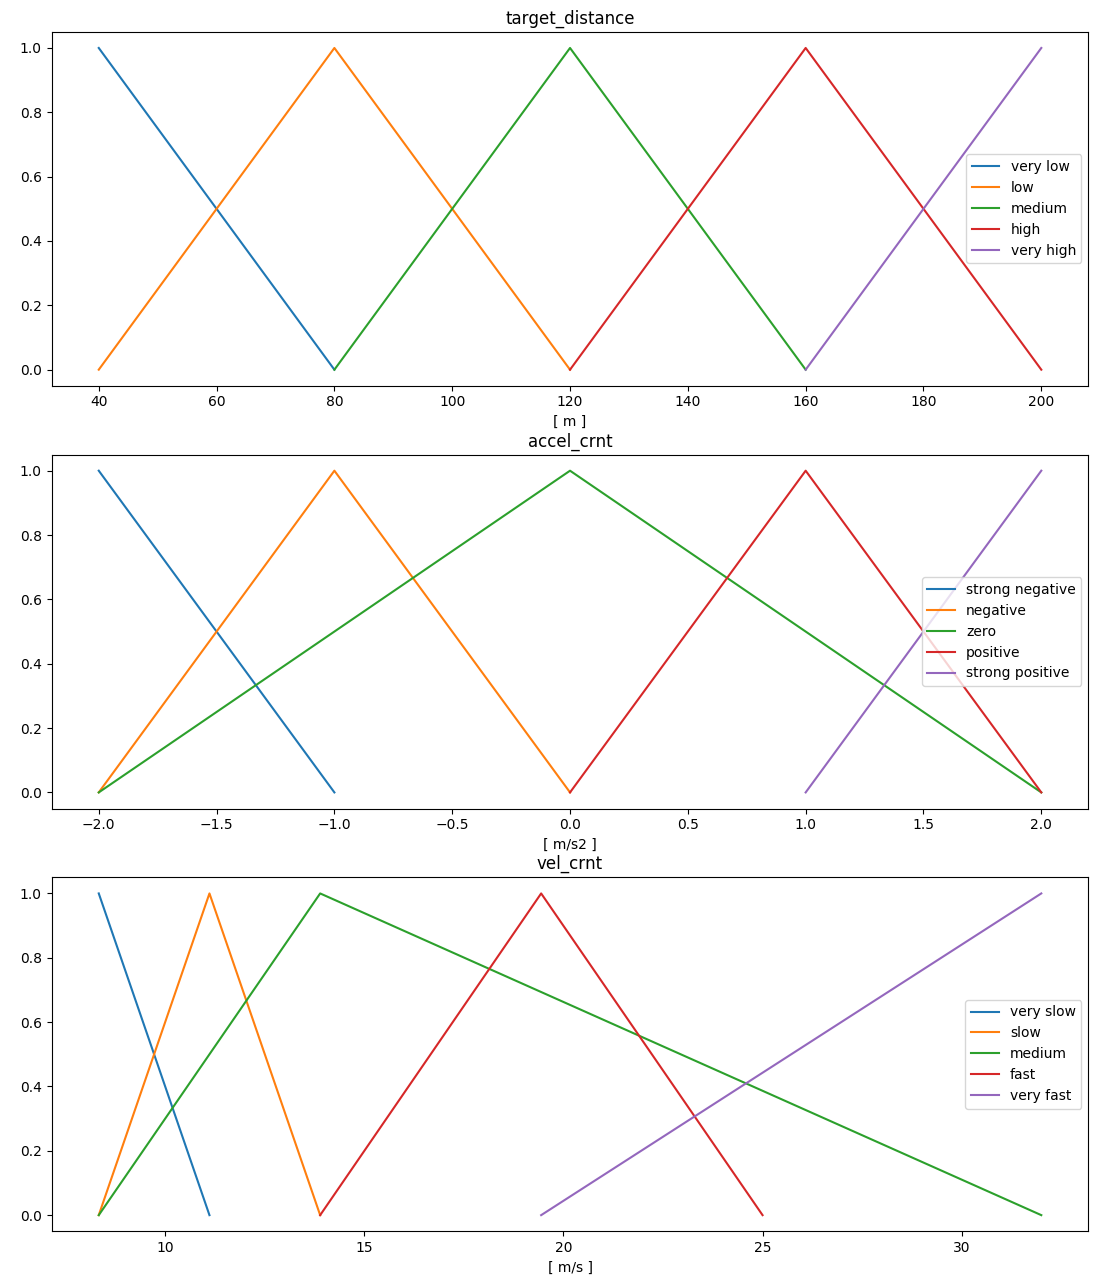 target_distance
1.0
0.8
0.6
0.4
0.2
0.0
very low
low
medium
high
very high
40 60 80 100 120 140 160 180 200
[ m ]
accel_crnt
1.0
0.8
0.6
0.4
0.2
0.0
strong negative
negative
zero
positive
strong positive
−2.0 −1.5 −1.0 −0.5 0.0 0.5 1.0 1.5 2.0
[ m/s2 ]
vel_crnt
1.0
0.8
0.6
0.4
0.2
0.0
very slow
slow
medium
fast
very fast
10 15 20 25 30
[ m/s ]